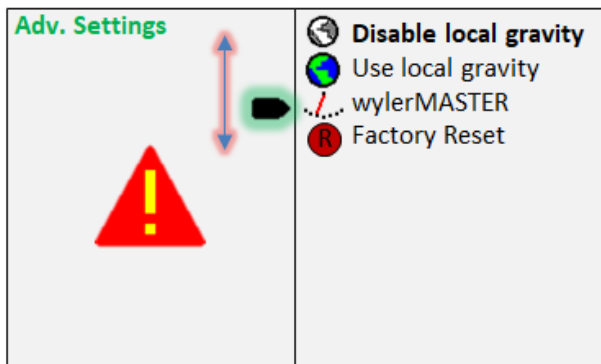 Adv. Settings
Disable local gravity
Use local gravity
wylerMASTER
R Factory Reset